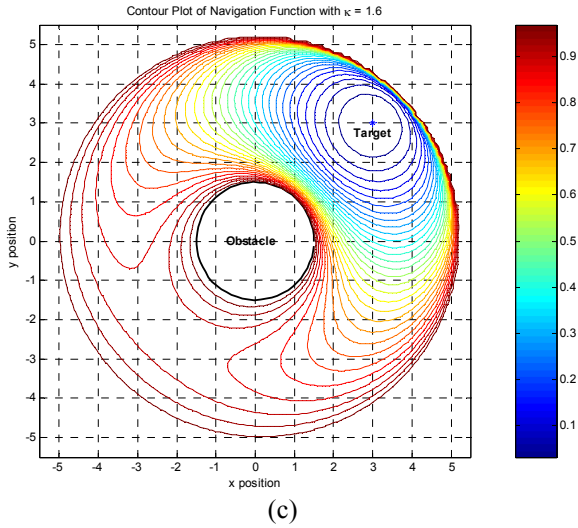 Contour Plot of Navigation Function with κ = 1.6
5
4
3
2
1
0
-1
-2
-3
-4
-5
y position
Target
Obstacle
-5 -4 -3 -2 -1 0 1 2 3 4 5
x position
0.9
0.8
0.7
0.6
0.5
0.4
0.3
0.2
0.1
(c)